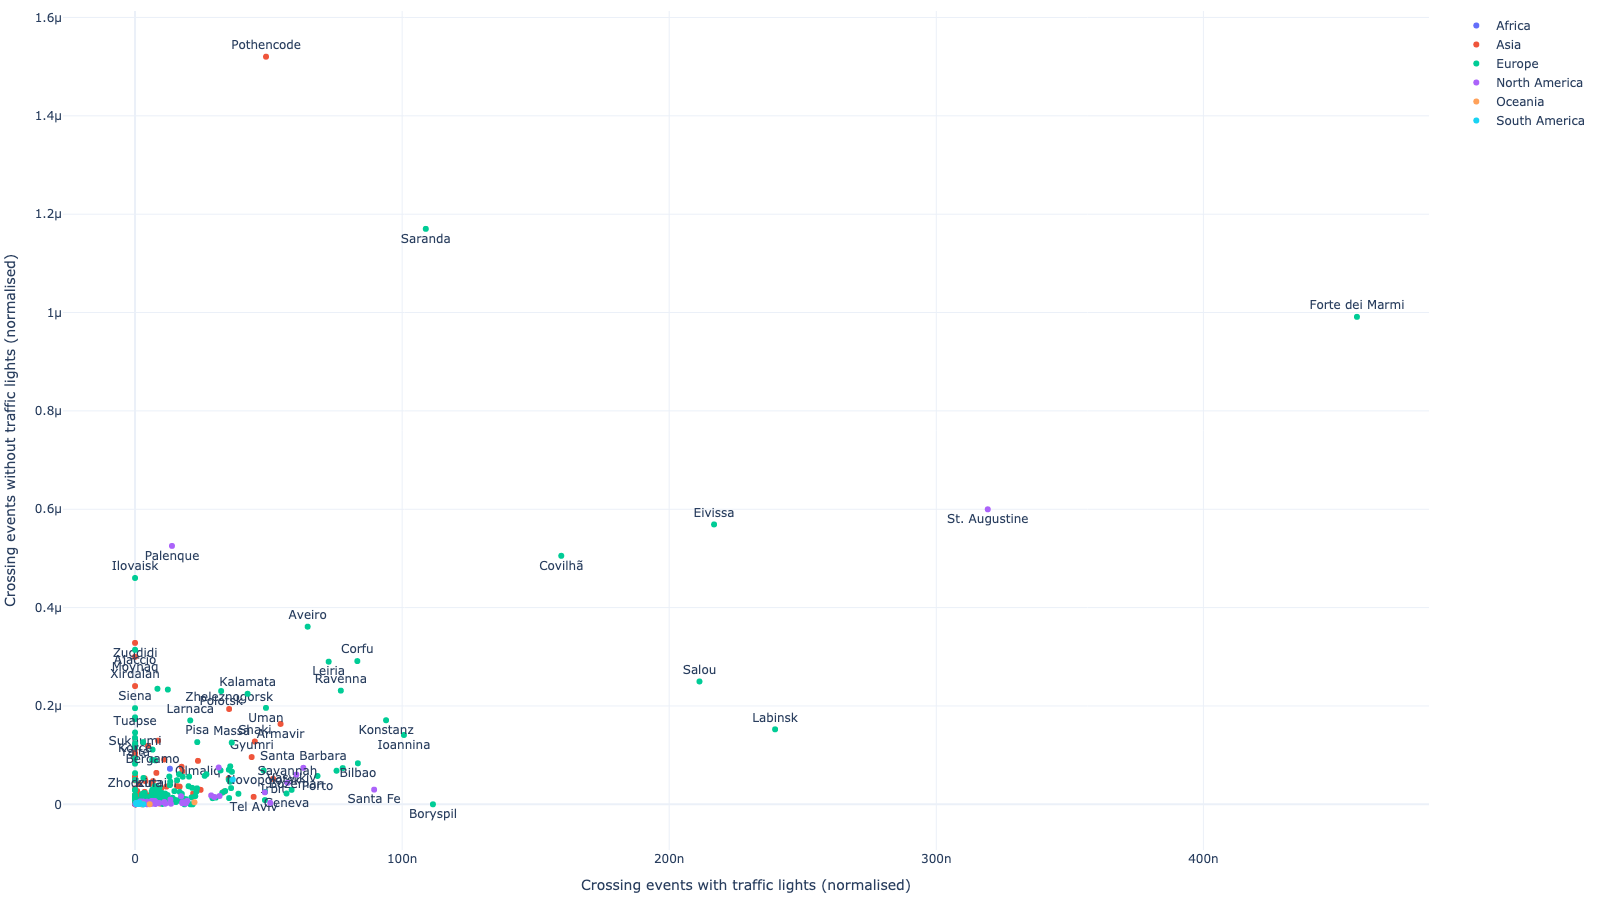 1.6μ
1.4μ
1.2μ
1μ
0.8μ
0.6μ
0.4μ
0.2μ
0
Crossing events without traffic lights (normalised)
Pothencode
Saranda
Forte dei Marmi
Eivissa
St. Augustine
Palenque
Ilovaisk
Covilhã
Aveiro
Corfu
Zugdidi
Ajaccio
Moynaq
Xirdalan
Leiria
Ravenna
Salou
Kalamata
Siena
Zheleznogorsk
Polotsk
Larnaca
Uman
Labinsk
Tuapse
Pisa
Massa
Shaki
Armavir
Konstanz
Sukhumi
Gyumri
Ioannina
Yalta
Bergamo
Santa Barbara
Olmaliq
Savannah
Bilbao
Zhodzina
Kutaisi
Novopolotsk
Bozeman
Porto
Tel Aviv
Geneva
Santa Fe
Boryspil
0
100n
200n
300n
400n
Crossing events with traffic lights (normalised)
Africa
Asia
Europe
North America
Oceania
South America